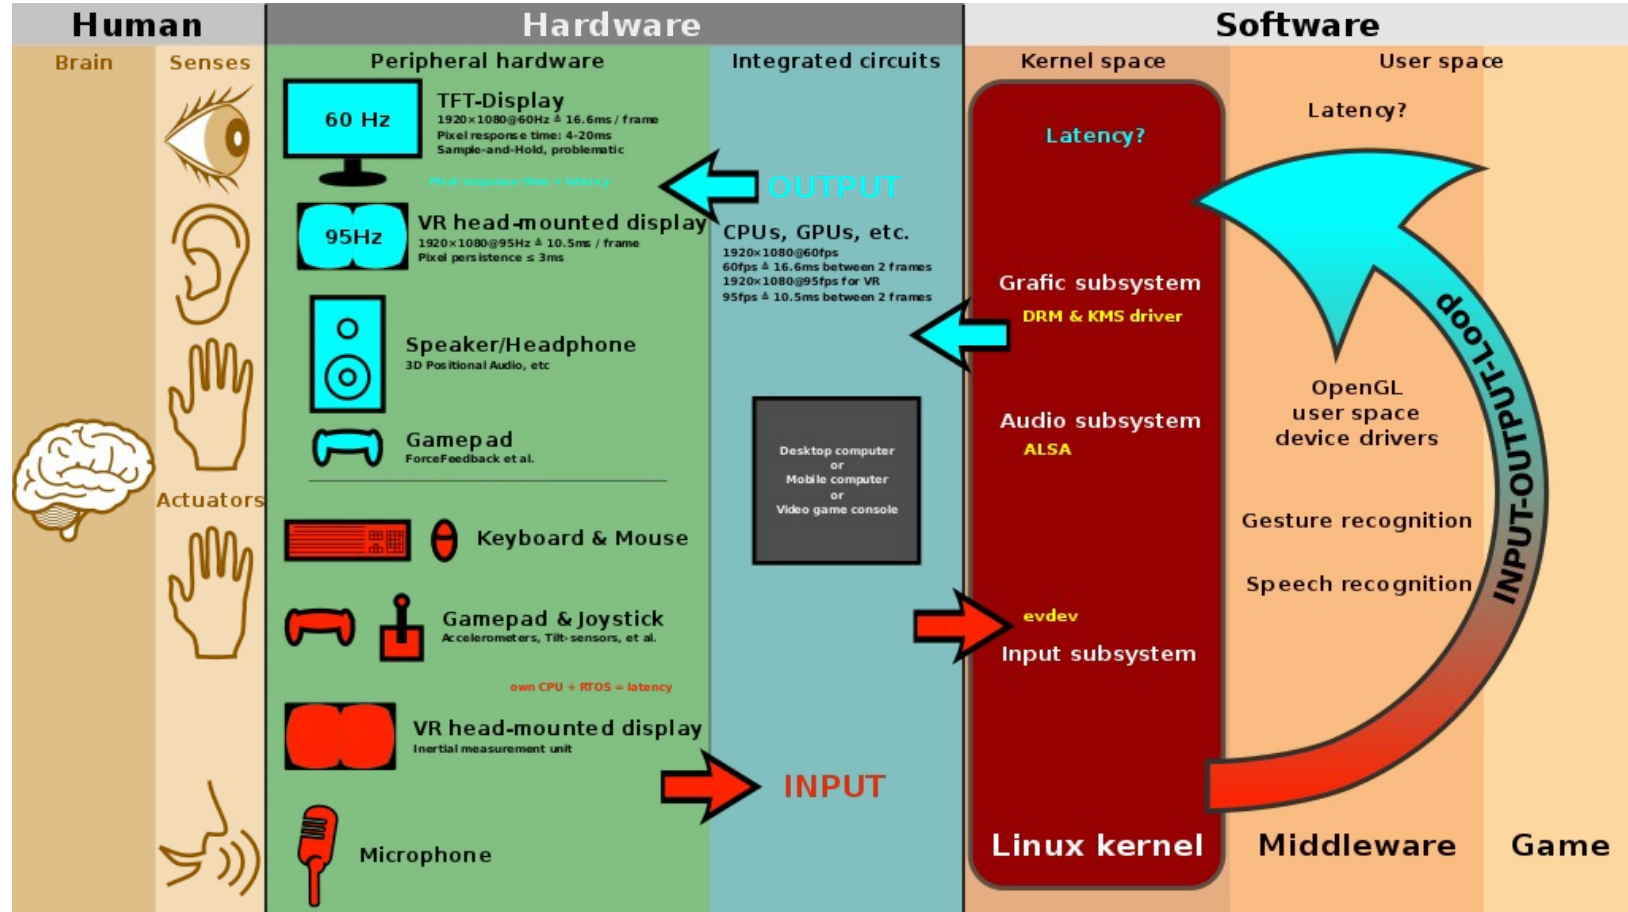 Human
Hardware
Software
Brain
Senses
Peripheral hardware
Integrated circuits
Kernel space
User space
60 Hz
TFT-Display
1920×1080@60Hz ≙ 16.6ms / frame
Pixel response time: 4-20ms
Sample-and-Hold, problematic
Pixel response time + latency
95Hz
VR head-mounted display
1920×1080@95Hz ≙ 10.5ms / frame
Pixel persistence ≤ 3ms
Speaker/Headphone
3D Positional Audio, etc
Gamepad
ForceFeedback et al.
Actuators
Keyboard & Mouse
Gamepad & Joystick
Accelerometers, Tilt-sensors, et al.
own CPU + RTOS = latency
VR head-mounted display
Inertial measurement unit
Microphone
OUTPUT
CPUs, GPUs, etc.
1920×1080@60fps
60fps ≙ 16.6ms between 2 frames
1920×1080@95fps for VR
95fps ≙ 10.5ms between 2 frames
Desktop computer
or
Mobile computer
or
Video game console
INPUT
Latency?
Grafic subsystem
DRM & KMS driver
Audio subsystem
ALSA
evdev
Input subsystem
Linux kernel
Latency?
OpenGL
user space
device drivers
Gesture recognition
Speech recognition
INPUT-OUTPUT-Loop
Middleware
Game